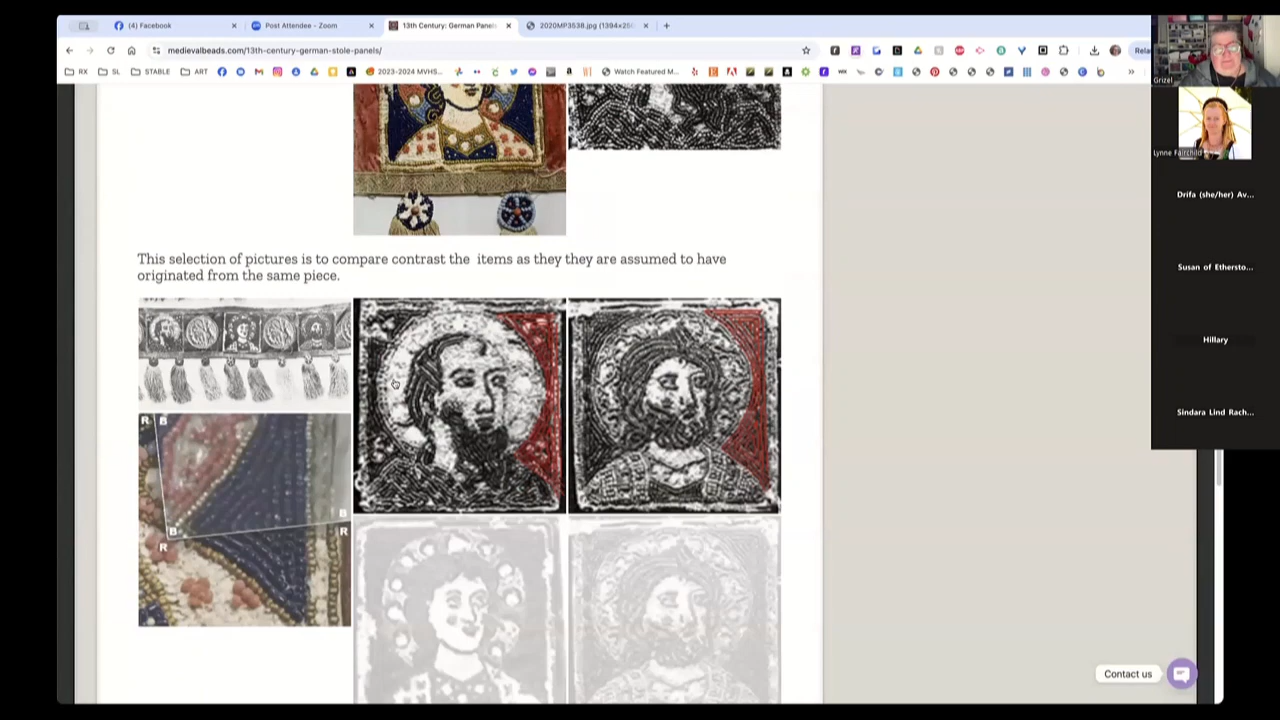 (4) Facebook
Post Attendee - Zoom
13th Century: German Panels
2020MP3538.jpg
medievalbeads.com/13th-century-german-stole-panels/
RX
SL
STABLE
ART
2023-2024 MVHS...
Watch Featured M...
Grizel
Lynne Fairchild
Drifa (she/her) Av...
Susan of Ethersto...
Hillary
Sindara Lind Rach...
This selection of pictures is to compare contrast the items as they they are assumed to have
originated from the same piece.
R B
B
R
B
R
Contact us